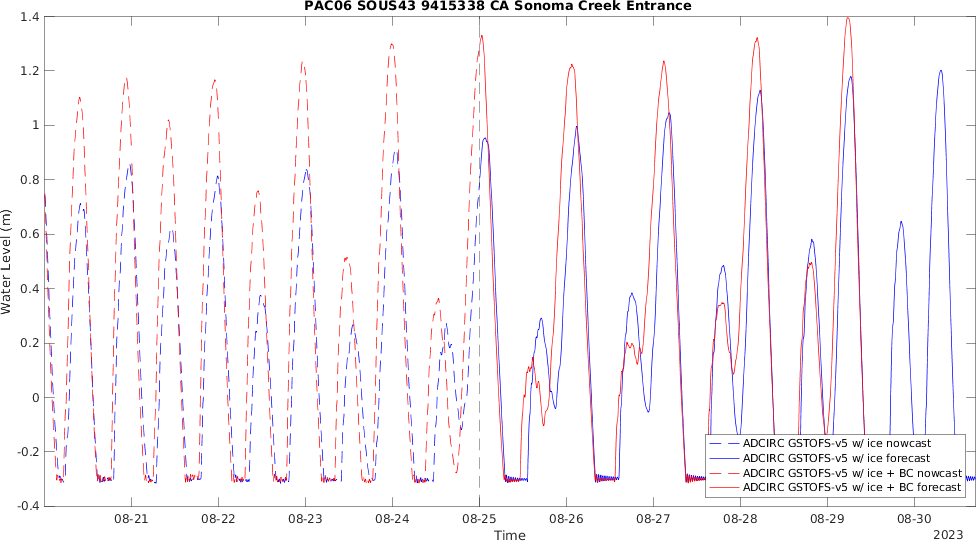 PAC06 SOUS43 9415338 CA Sonoma Creek Entrance
1.4
1.2
1
0.8
0.6
0.4
0.2
0
-0.2
-0.4
Water Level (m)
08-21 08-22 08-23 08-24 08-25 08-26 08-27 08-28 08-29 08-30
Time
2023
ADCIRC GSTOFS-v5 w/ ice nowcast
ADCIRC GSTOFS-v5 w/ ice forecast
ADCIRC GSTOFS-v5 w/ ice + BC nowcast
ADCIRC GSTOFS-v5 w/ ice + BC forecast